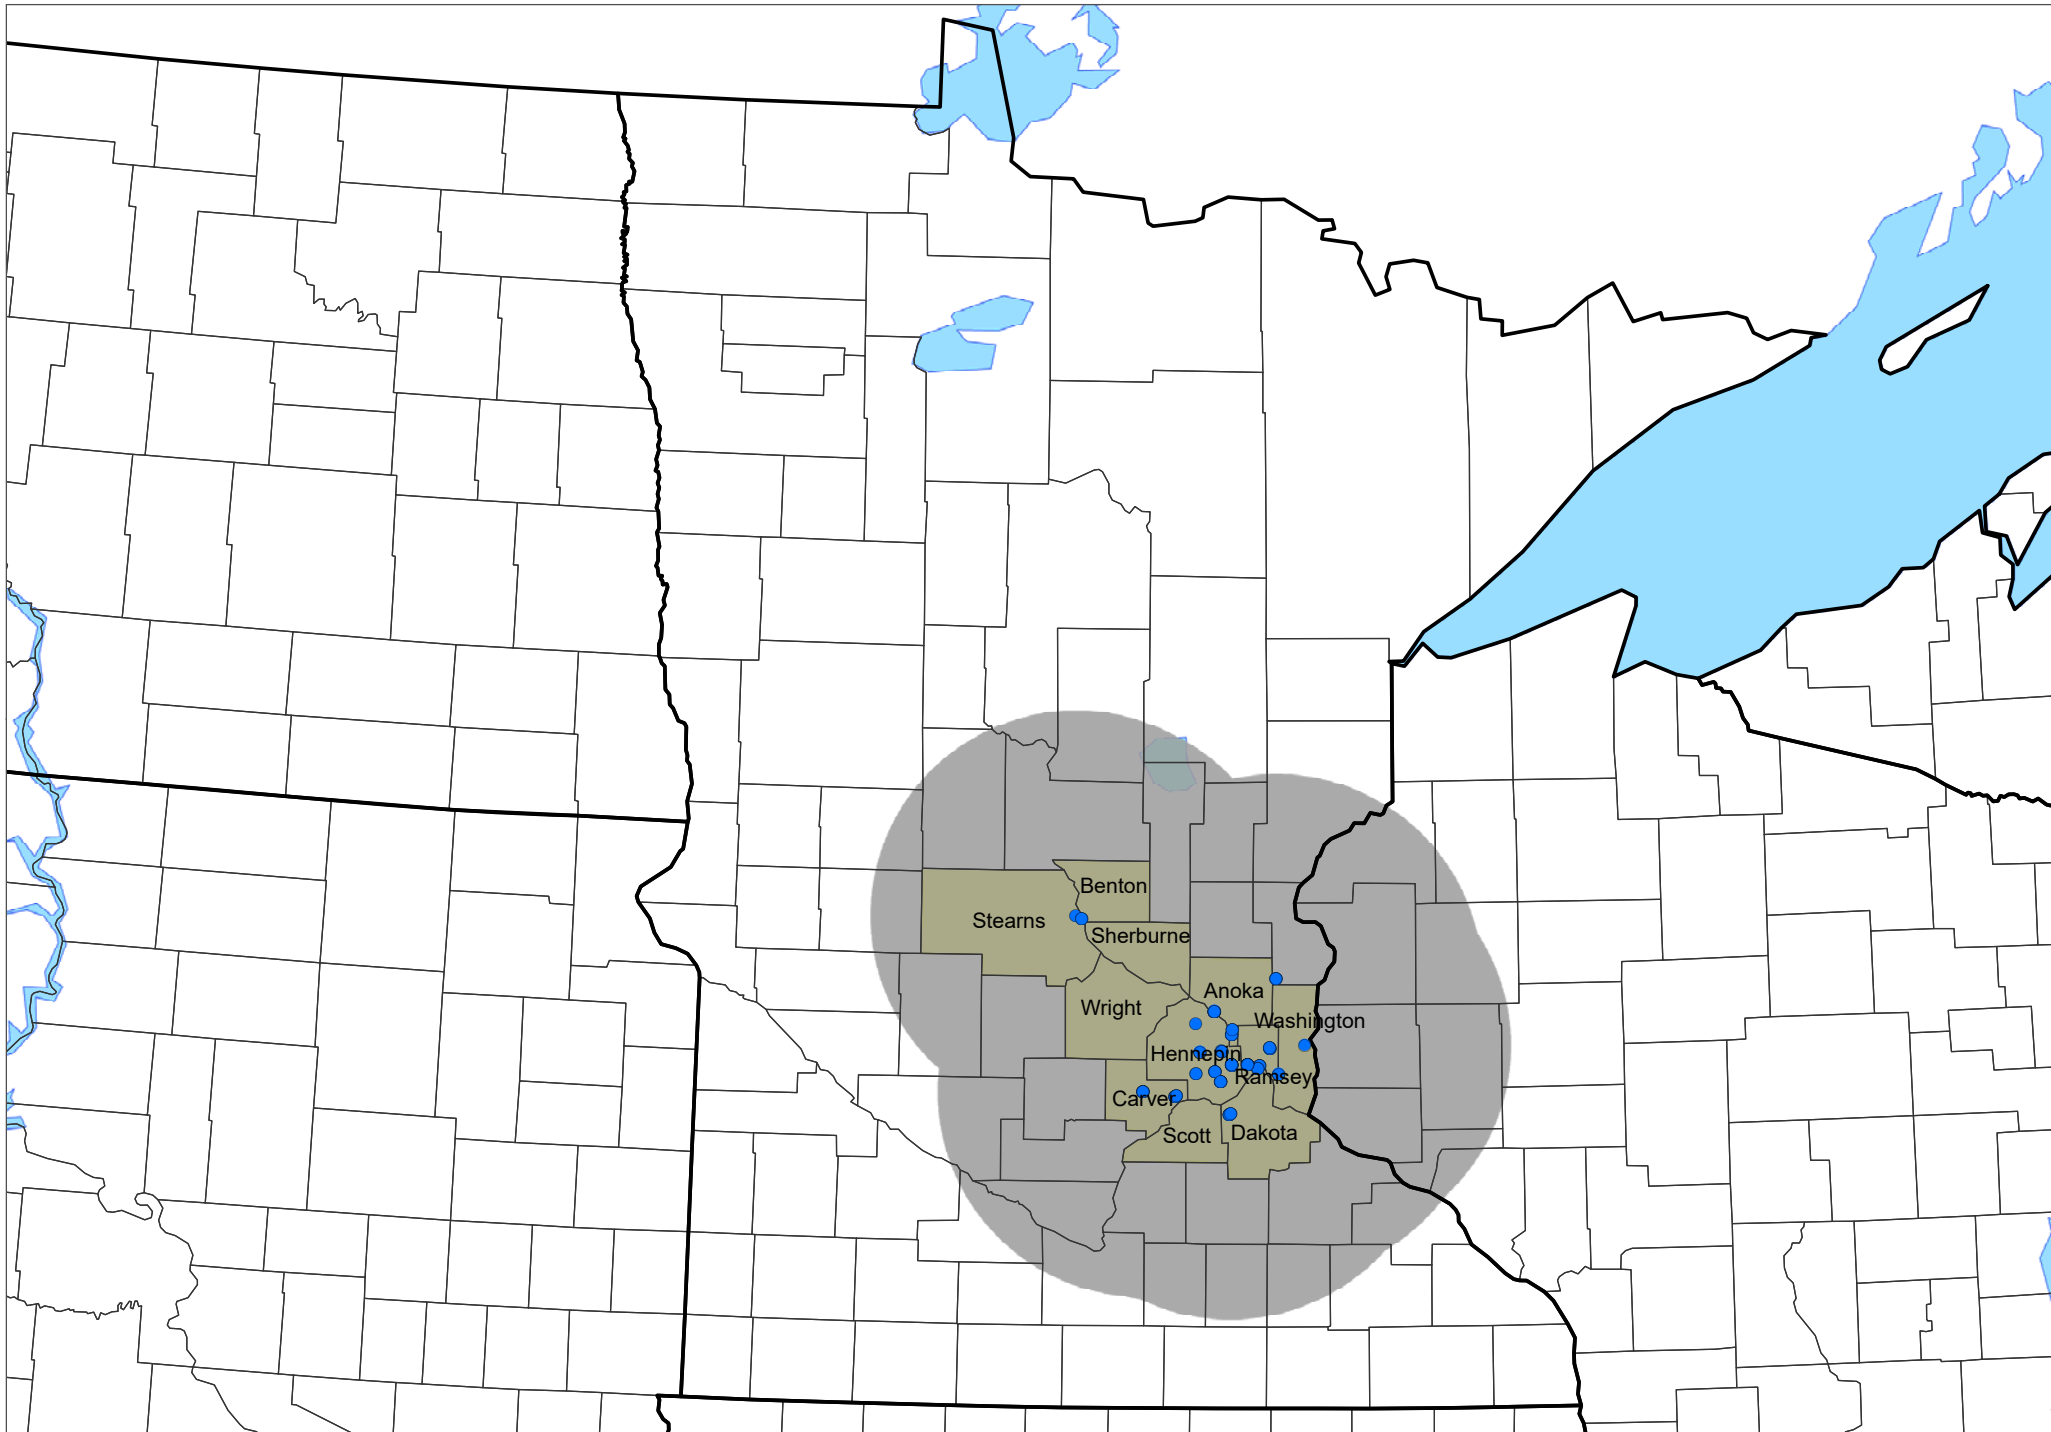 Benton
Stearns
Sherburne
Anoka
Wright
Washington
Hennepin
Ramsey
Carver
Scott
Dakota